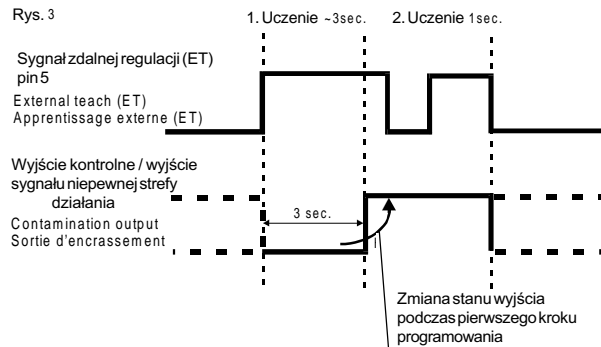 Rys. 3
1. Uczenie ~3sec.
2. Uczenie 1sec.
Sygnał zdalnej regulacji (ET)
pin 5
External teach (ET)
Apprentissage externe (ET)
Wyjście kontrolne / wyjście
sygnału niepewnej strefy
działania
Contamination output
Sortie d'encrassement
3 sec.
Zmiana stanu wyjścia
podczas pierwszego kroku
programowania